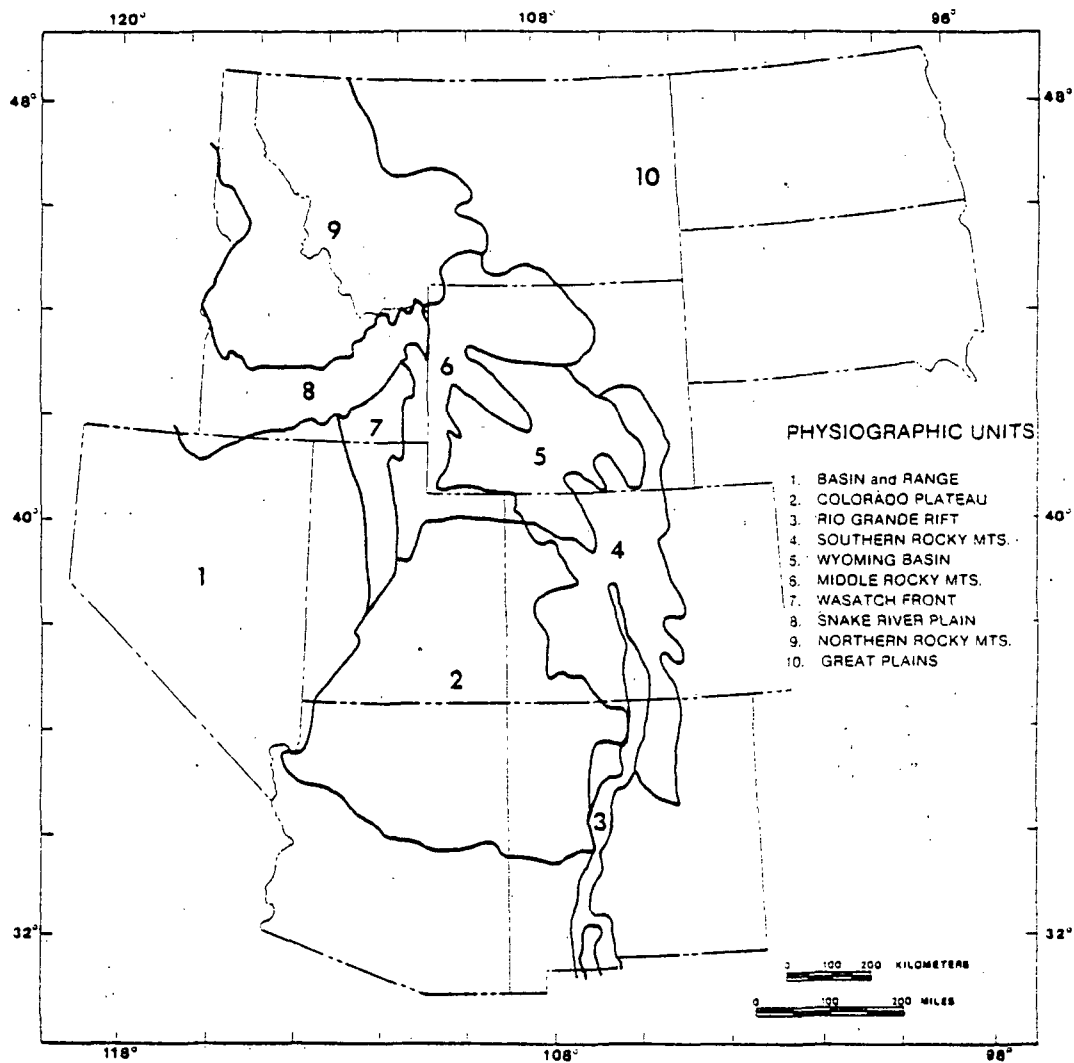 120° 108° 96°
48° 48°
10
9
6
8
7
5
PHYSIOGRAPHIC UNITS
1. BASIN and RANGE
2. COLORADO PLATEAU
3. RIO GRANDE RIFT
4. SOUTHERN ROCKY MTS.
5. WYOMING BASIN
6. MIDDLE ROCKY MTS.
7. WASATCH FRONT
8. SNAKE RIVER PLAIN
9. NORTHERN ROCKY MTS.
10. GREAT PLAINS
40° 40°
4
1
2
3
32° 32°
0 100 200 KILOMETERS
0 100 200 MILES
118° 108° 98°